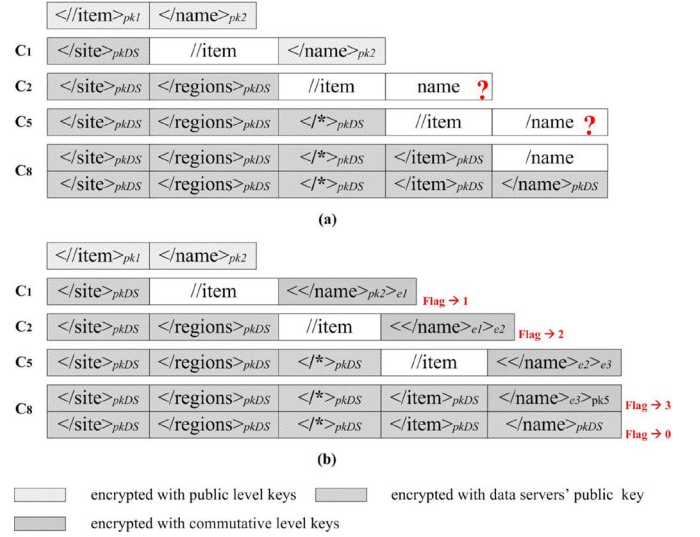 <//item>pk1 </name>pk2
C1 </site>pkDS //item </name>pk2
C2 </site>pkDS </regions>pkDS //item name ?
C5 </site>pkDS </regions>pkDS </*>pkDS //item /name ?
</site>pkDS </regions>pkDS </*>pkDS </item>pkDS /name
C8
</site>pkDS </regions>pkDS </*>pkDS </item>pkDS </name>pkDS
(a)
<//item>pk1 </name>pk2
C1 </site>pkDS //item <</name>pk2>e1
Flag → 1
C2 </site>pkDS </regions>pkDS //item <</name>e1>e2
Flag → 2
C5 </site>pkDS </regions>pkDS </*>pkDS //item <</name>e2>e3
</site>pkDS </regions>pkDS </*>pkDS </item>pkDS </name>e3>pk5
Flag → 3
C8
</site>pkDS </regions>pkDS </*>pkDS </item>pkDS </name>pkDS
Flag → 0
(b)
encrypted with public level keys encrypted with data servers' public key
encrypted with commutative level keys